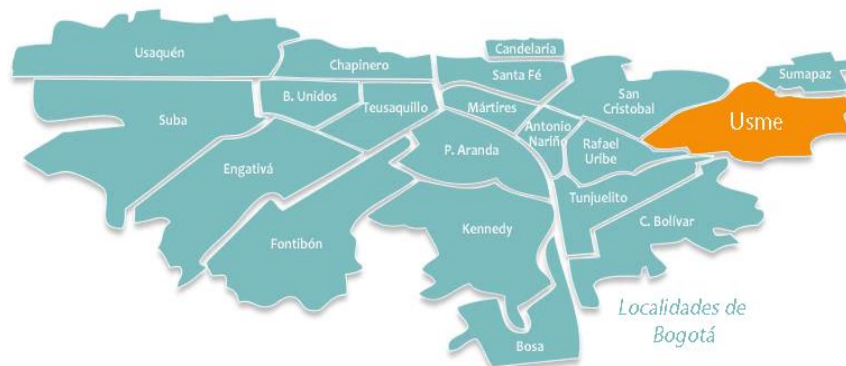 Usaquén
Chapinero
Candelaria
Santa Fé
Sumapaz
Suba
B. Unidos
Teusaquillo
Mártires
San
Cristobal
Usme
Engativá
P. Aranda
Antonio
Nariño
Rafael
Uribe
Fontibón
Kennedy
Tunjuelito
C. Bolívar
Bosa
Localidades de
Bogotá